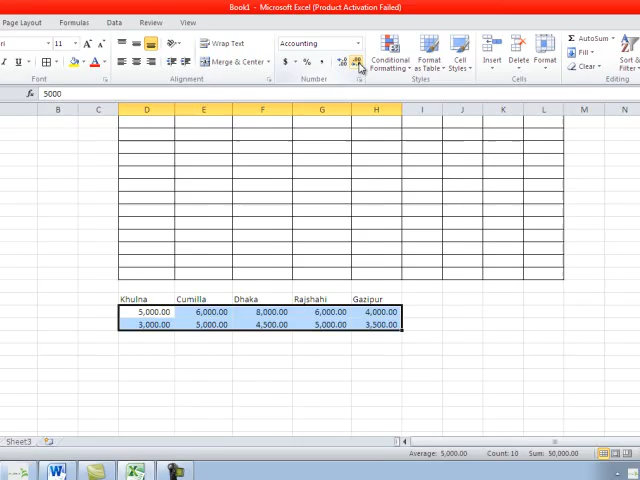 Book1 - Microsoft Excel (Product Activation Failed)
Page Layout Formulas Data Review View
11 A A Wrap Text Accounting AutoSum
U A Merge & Center $ % , Conditional Formatting Format as Table Cell Styles Insert Delete Format Fill Clear Sort & Filter
Font Alignment Number Styles Cells Editing
fx 5000
B C D E F G H I J K L M N
Khulna Cumilla Dhaka Rajshahi Gazipur
5,000.00 6,000.00 8,000.00 6,000.00 4,000.00
3,000.00 5,000.00 4,500.00 5,000.00 3,500.00
Sheet3
Average: 5,000.00 Count: 10 Sum: 50,000.00